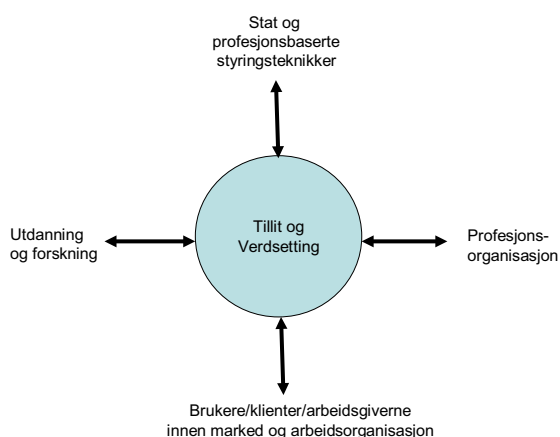 Stat og
profesjonsbaserte
styringsteknikker
Tillit og
Verdsetting
Utdanning
og forskning
Profesjons-
organisasjon
Brukere/klienter/arbeidsgiverne
innen marked og arbeidsorganisasjon